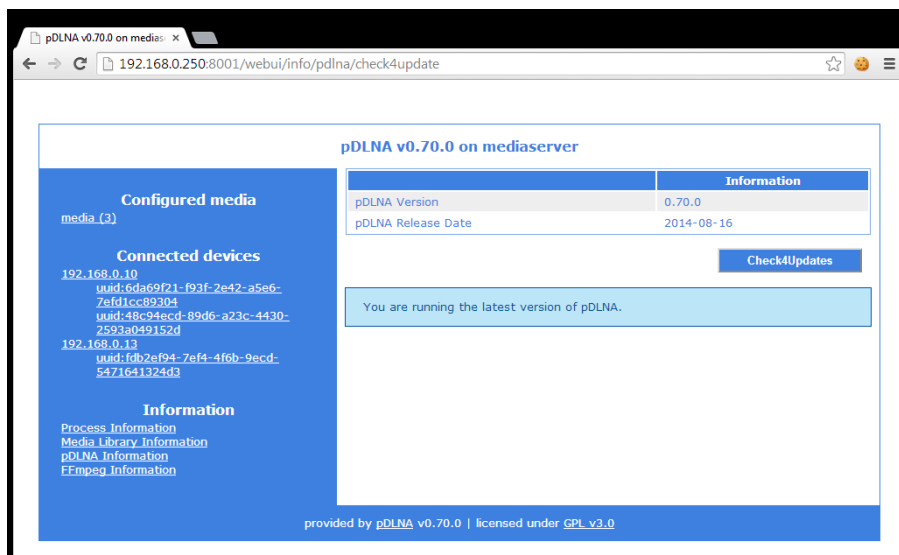 pDLNA v0.70.0 on medias
192.168.0.250:8001/webui/info/pdlna/check4update
pDLNA v0.70.0 on mediaserver
Configured media
media (3)
Connected devices
192.168.0.10
uuid:6da69f21-f93f-2e42-a5e6-
7efd1cc89304
uuid:48c94ecd-89d6-a23c-4430-
2593a049152d
192.168.0.13
uuid:fdb2ef94-7ef4-4f6b-9ecd-
5471641324d3
Information
Process Information
Media Library Information
pDLNA Information
FFmpeg Information
Information
pDLNA Version 0.70.0
pDLNA Release Date 2014-08-16
Check4Updates
You are running the latest version of pDLNA.
provided by pDLNA v0.70.0 | licensed under GPL v3.0